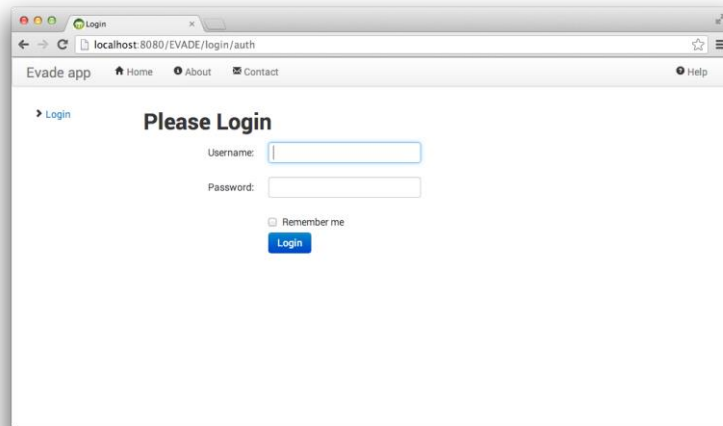 Login
localhost:8080/EVADE/login/auth
Evade app Home About Contact Help
Login
Please Login
Username:
Password:
Remember me
Login